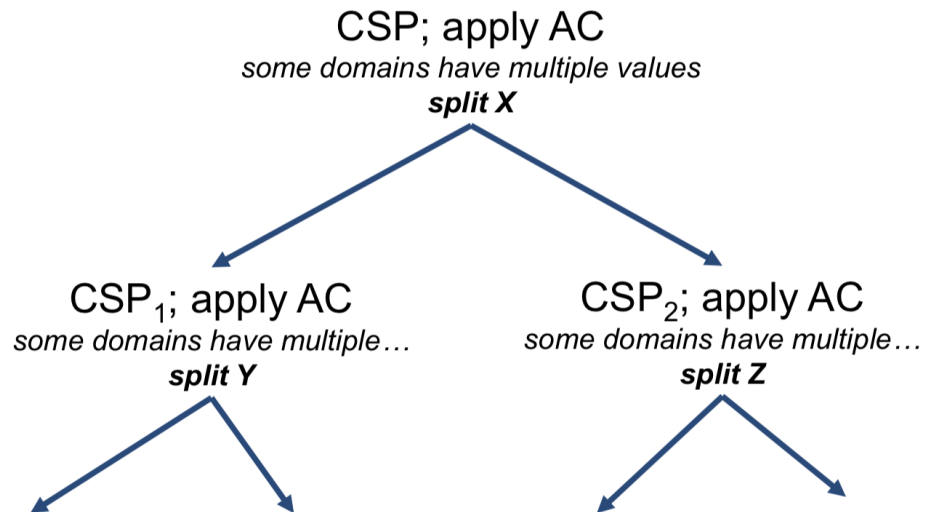 CSP; apply AC
some domains have multiple values
split X
CSP₁; apply AC
some domains have multiple…
split Y
CSP₂; apply AC
some domains have multiple…
split Z